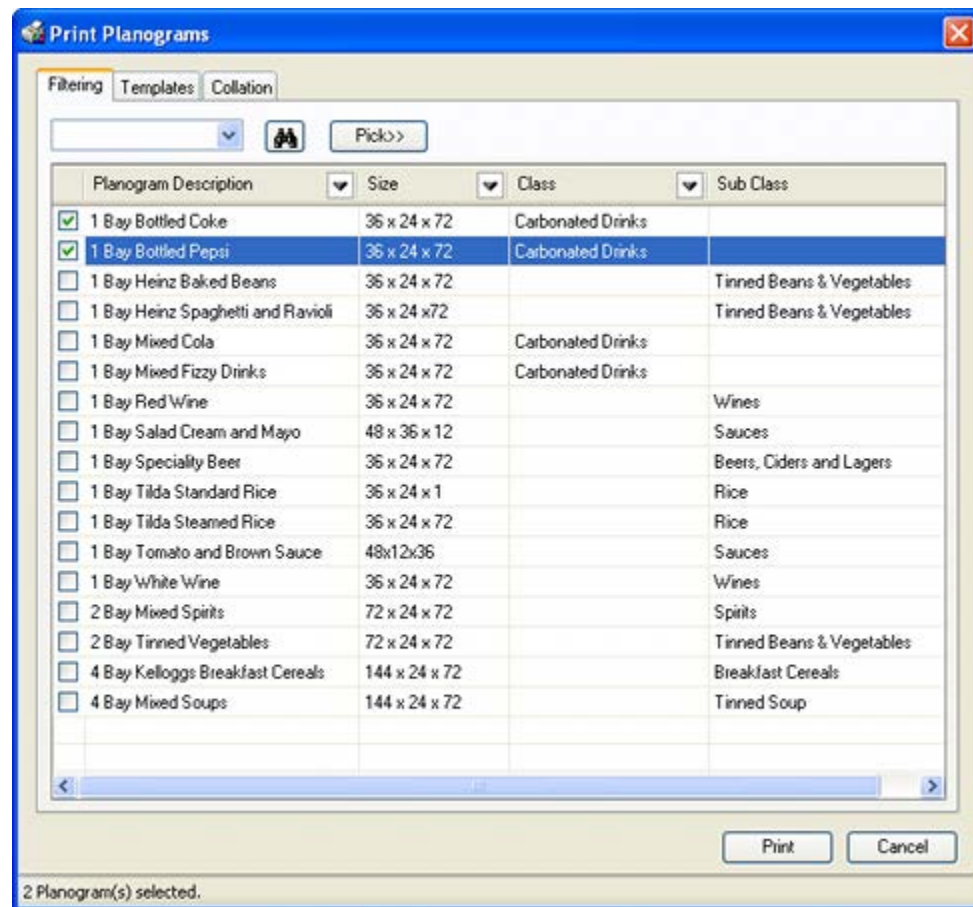 Print Planograms
Filtering Templates Collation
Pick>>
Planogram Description Size Class Sub Class
1 Bay Bottled Coke 36 x 24 x 72 Carbonated Drinks
1 Bay Bottled Pepsi 36 x 24 x 72 Carbonated Drinks
1 Bay Heinz Baked Beans 36 x 24 x 72 Tinned Beans & Vegetables
1 Bay Heinz Spaghetti and Ravioli 36 x 24 x72 Tinned Beans & Vegetables
1 Bay Mixed Cola 36 x 24 x 72 Carbonated Drinks
1 Bay Mixed Fizzy Drinks 36 x 24 x 72 Carbonated Drinks
1 Bay Red Wine 36 x 24 x 72 Wines
1 Bay Salad Cream and Mayo 48 x 36 x 12 Sauces
1 Bay Speciality Beer 36 x 24 x 72 Beers, Ciders and Lagers
1 Bay Tilda Standard Rice 36 x 24 x 1 Rice
1 Bay Tilda Steamed Rice 36 x 24 x 72 Rice
1 Bay Tomato and Brown Sauce 48x12x36 Sauces
1 Bay White Wine 36 x 24 x 72 Wines
2 Bay Mixed Spirits 72 x 24 x 72 Spirits
2 Bay Tinned Vegetables 72 x 24 x 72 Tinned Beans & Vegetables
4 Bay Kelloggs Breakfast Cereals 144 x 24 x 72 Breakfast Cereals
4 Bay Mixed Soups 144 x 24 x 72 Tinned Soup
Print Cancel
2 Planogram(s) selected.